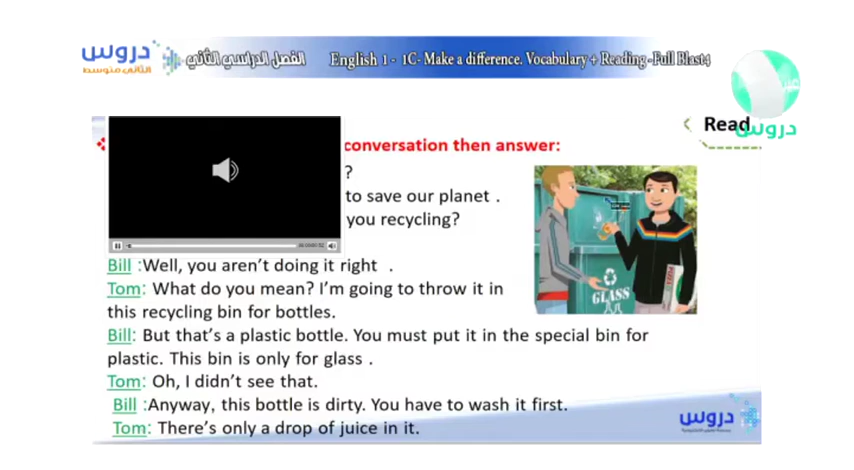 دروس
الثاني متوسط
الفصل الدراسي الثاني
English 1 - 1C- Make a difference. Vocabulary + Reading -Full Blast4
Read
دروس
conversation then answer:
?
to save our planet .
you recycling?
Bill :Well, you aren't doing it right .
Tom: What do you mean? I'm going to throw it in
this recycling bin for bottles.
Bill: But that's a plastic bottle. You must put it in the special bin for
plastic. This bin is only for glass .
Tom: Oh, I didn't see that.
Bill :Anyway, this bottle is dirty. You have to wash it first.
Tom: There's only a drop of juice in it.
GLASS
دروس